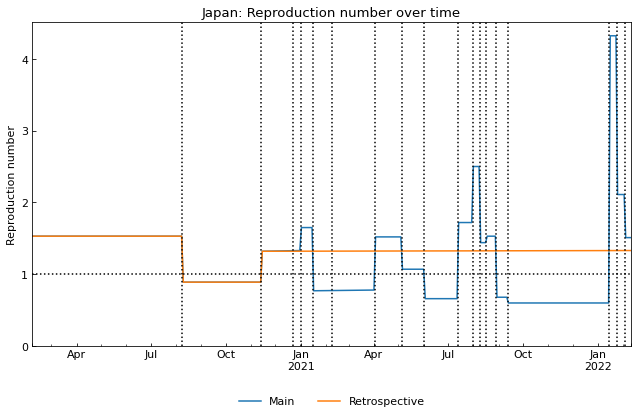 Japan: Reproduction number over time
Reproduction number
4
3
2
1
0
Apr Jul Oct Jan Apr Jul Oct Jan
2021 2022
Main Retrospective